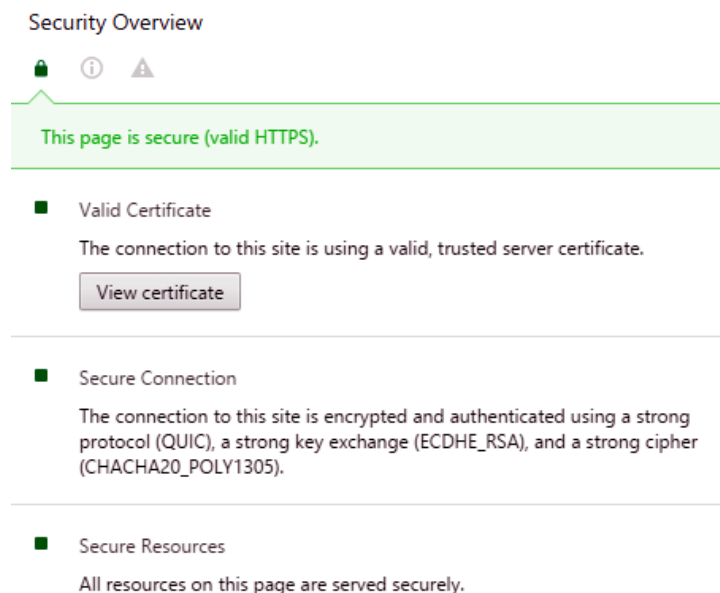 Security Overview
This page is secure (valid HTTPS).
Valid Certificate
The connection to this site is using a valid, trusted server certificate.
View certificate
Secure Connection
The connection to this site is encrypted and authenticated using a strong
protocol (QUIC), a strong key exchange (ECDHE_RSA), and a strong cipher
(CHACHA20_POLY1305).
Secure Resources
All resources on this page are served securely.